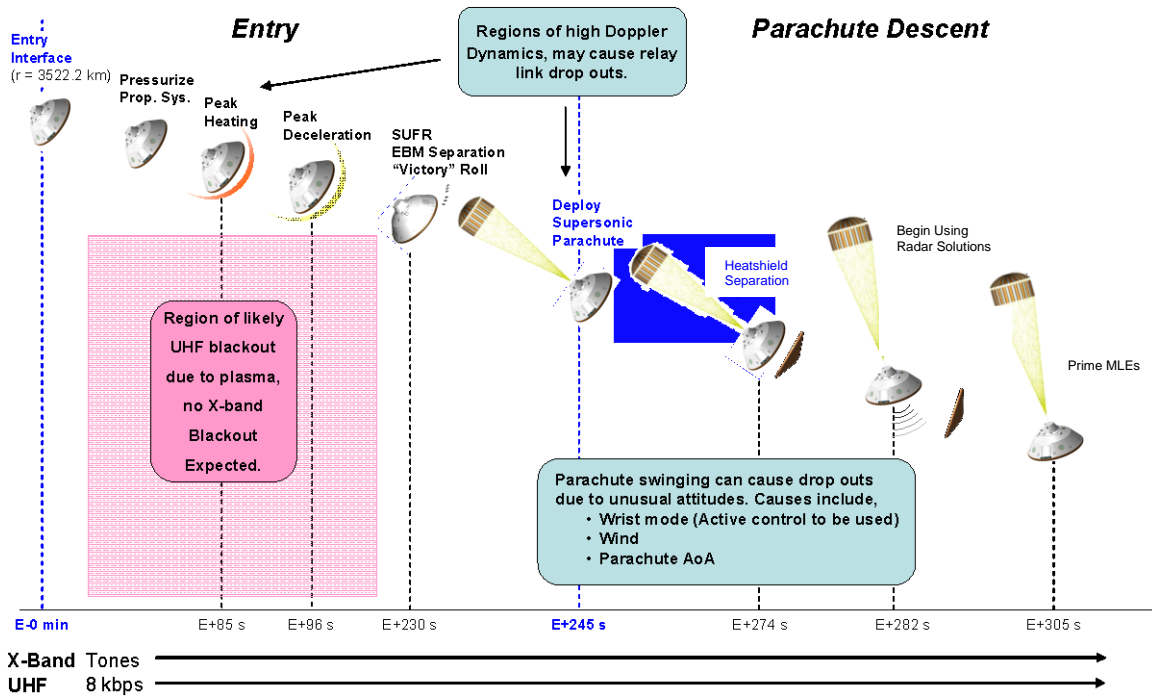 Entry
Parachute Descent
Entry
Interface
(r = 3522.2 km)
Regions of high Doppler
Dynamics, may cause relay
link drop outs.
Pressurize
Prop. Sys.
Peak
Heating
Peak
Deceleration
SUFR
EBM Separation
“Victory” Roll
Deploy
Supersonic
Parachute
Heatshield
Separation
Begin Using
Radar Solutions
Prime MLEs
Region of likely
UHF blackout
due to plasma,
no X-band
Blackout
Expected.
Parachute swinging can cause drop outs
due to unusual attitudes. Causes include,
• Wrist mode (Active control to be used)
• Wind
• Parachute AoA
E-0 min
E+85 s
E+96 s
E+230 s
E+245 s
E+274 s
E+282 s
E+305 s
X-Band Tones
UHF 8 kbps